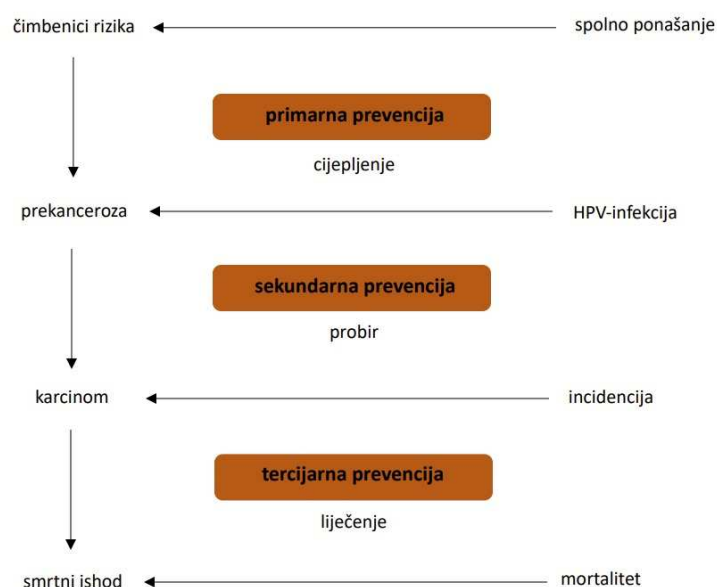 čimbenici rizika
spolno ponašanje
primarna prevencija
cijepljenje
prekanceroza
HPV-infekcija
sekundarna prevencija
probir
karcinom
incidencija
tercijarna prevencija
liječenje
smrtni ishod
mortalitet